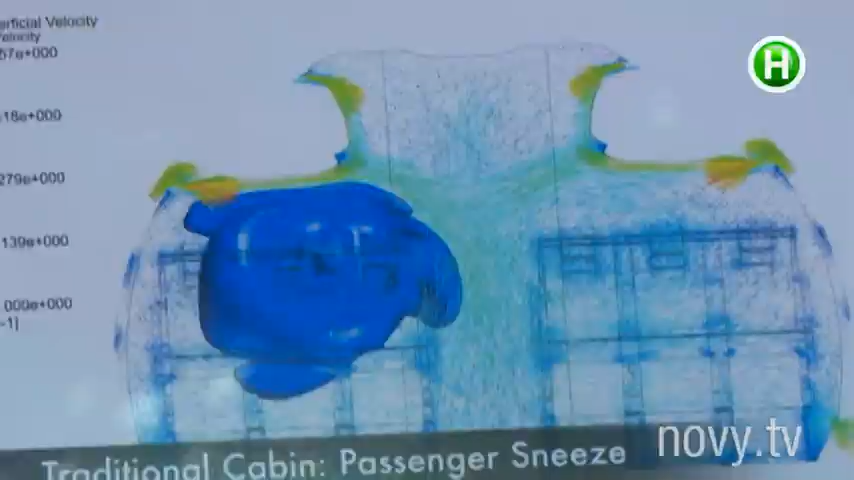 erficial Velocity
elocity
57e+000
18e+000
279e+000
139e+000
000e+000
-1]
H
Traditional Cabin: Passenger Sneeze
novy.tv